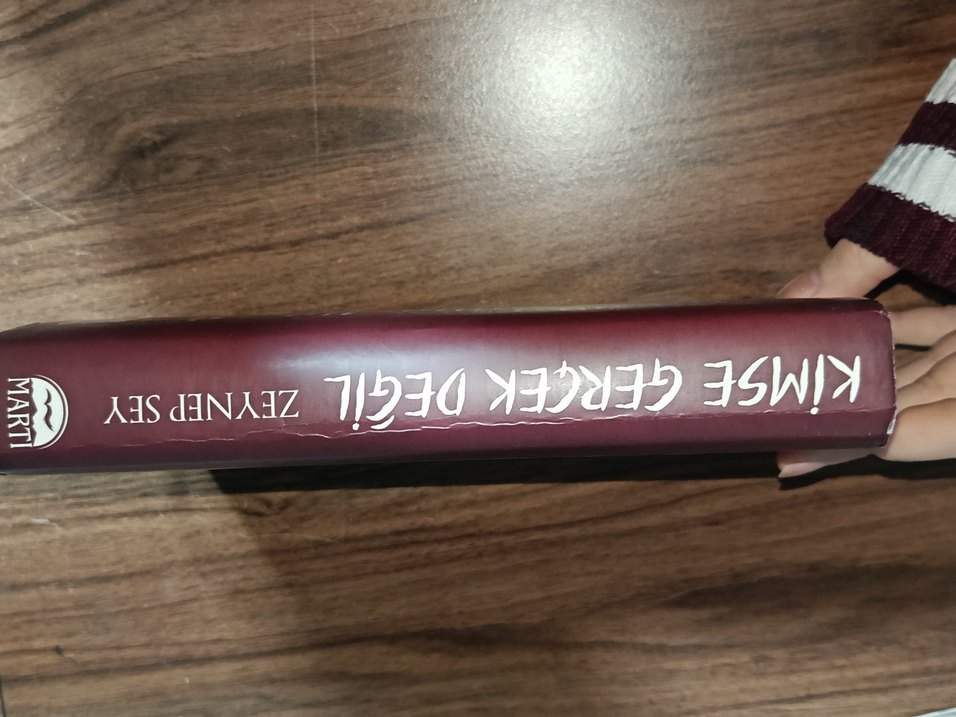 KİMSE GERÇEK DEĞİL
ZEYNEP SEY
MARTI